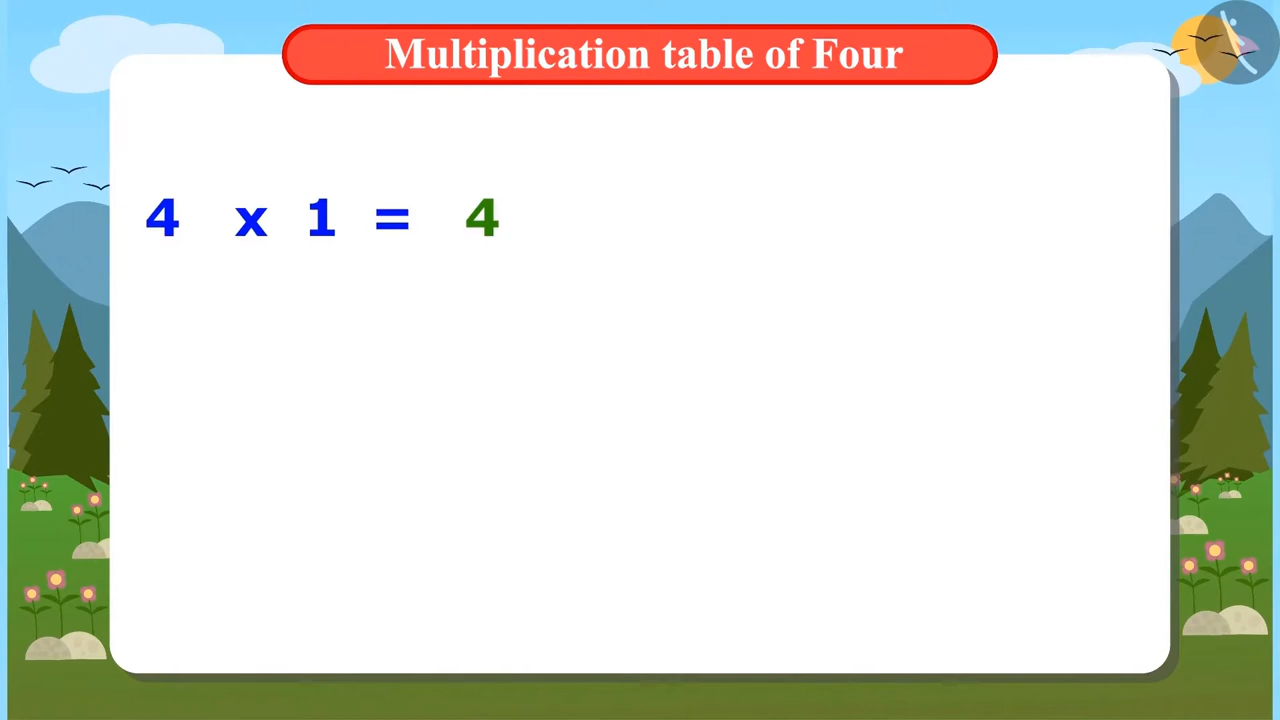 Multiplication table of Four
4 x 1 = 4